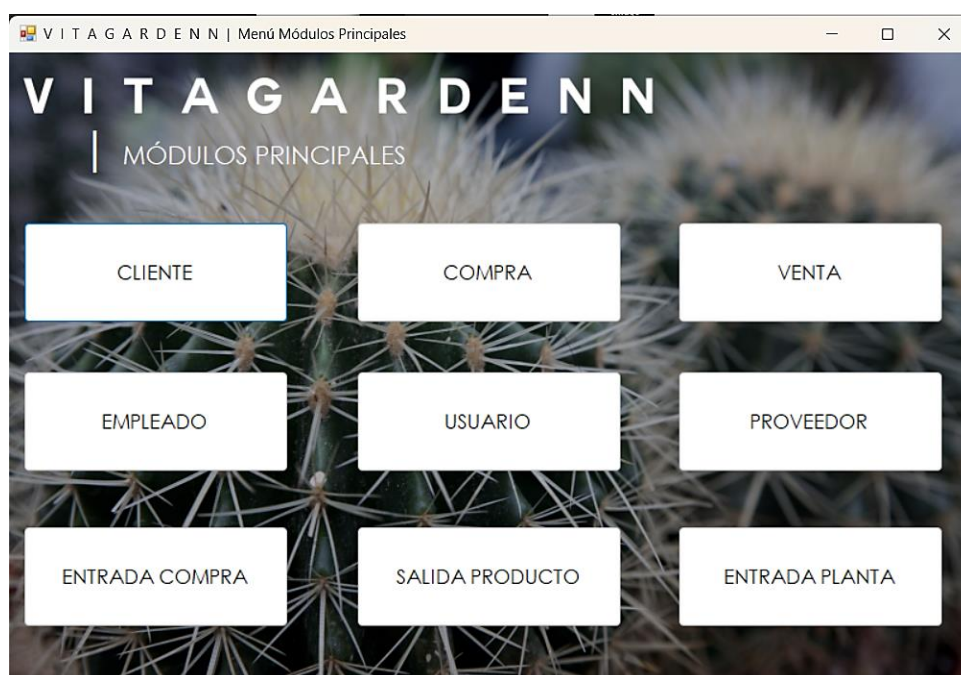 V I T A G A R D E N N | Menú Módulos Principales
V I T A G A R D E N N
MÓDULOS PRINCIPALES
CLIENTE
COMPRA
VENTA
EMPLEADO
USUARIO
PROVEEDOR
ENTRADA COMPRA
SALIDA PRODUCTO
ENTRADA PLANTA